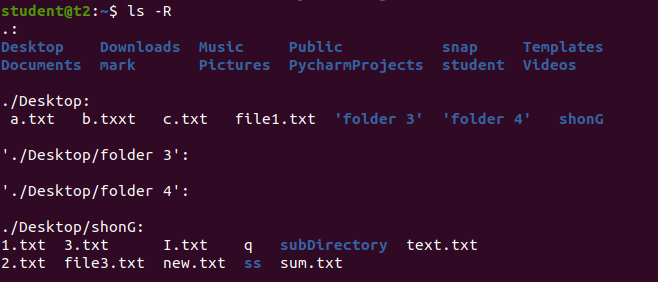 student@t2:~$ ls -R
.:
Desktop Downloads Music Public snap Templates
Documents mark Pictures PycharmProjects student Videos
./Desktop:
a.txt b.txxt c.txt file1.txt 'folder 3' 'folder 4' shonG
'./Desktop/folder 3':
'./Desktop/folder 4':
./Desktop/shonG:
1.txt 3.txt I.txt q subDirectory text.txt
2.txt file3.txt new.txt ss sum.txt